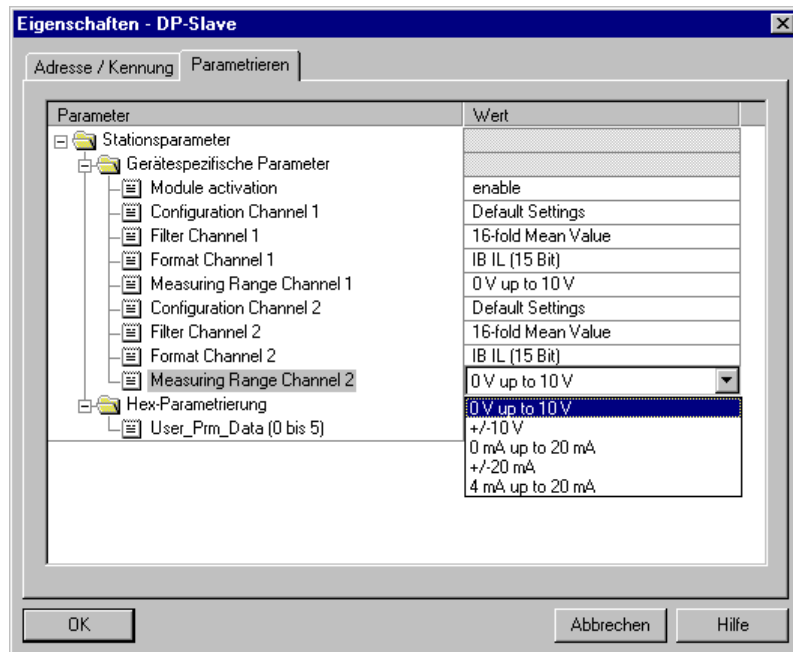 Eigenschaften - DP-Slave
Adresse / Kennung Parametrieren
Parameter Wert
Stationsparameter
Gerätespezifische Parameter
Module activation enable
Configuration Channel 1 Default Settings
Filter Channel 1 16-fold Mean Value
Format Channel 1 IB IL (15 Bit)
Measuring Range Channel 1 0 V up to 10 V
Configuration Channel 2 Default Settings
Filter Channel 2 16-fold Mean Value
Format Channel 2 IB IL (15 Bit)
Measuring Range Channel 2 0 V up to 10 V
Hex-Parametrierung 0 V up to 10 V
User_Prm_Data (0 bis 5) +/-10 V
0 mA up to 20 mA
+/-20 mA
4 mA up to 20 mA
OK Abbrechen Hilfe